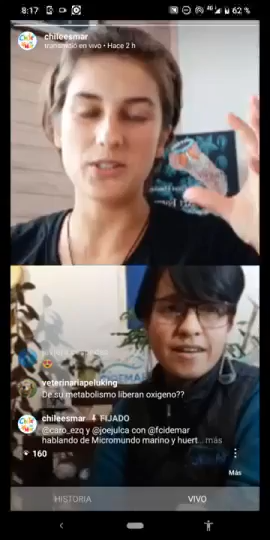 8:17
4G
62 %
chileesmar
transmitió en vivo • Hace 2 h
veterinariapeluking
De su metabolismo liberan oxigeno??
chileesmar FIJADO
@caro_ezq y @joejulca con @fcidemar
hablando de Micromundo marino y huert... más
160
Más
HISTORIA
VIVO